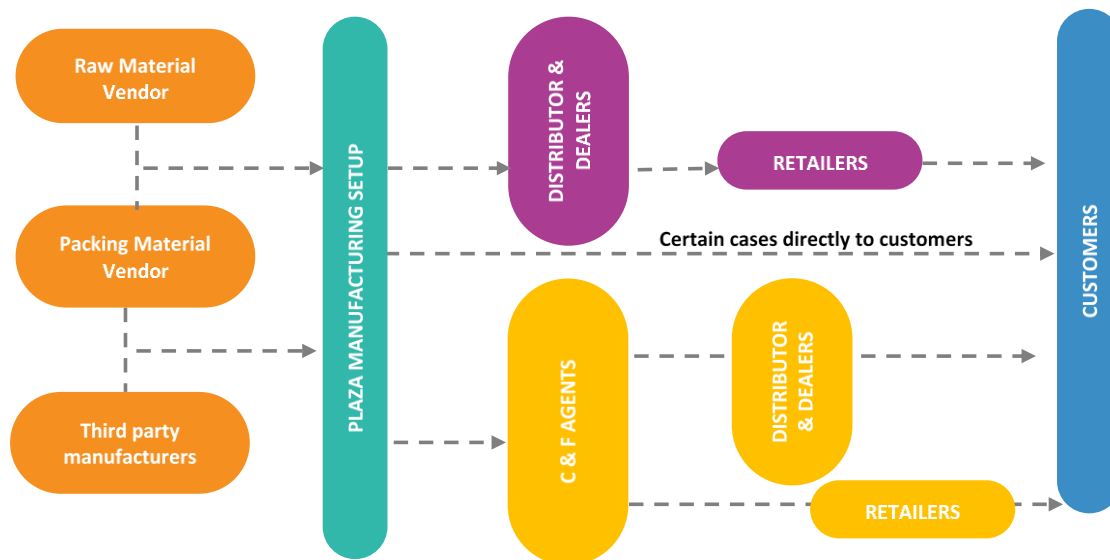 Raw Material
Vendor
Packing Material
Vendor
Third party
manufacturers
PLAZA MANUFACTURING SETUP
DISTRIBUTOR &
DEALERS
RETAILERS
Certain cases directly to customers
C & F AGENTS
DISTRIBUTOR
& DEALERS
RETAILERS
CUSTOMERS